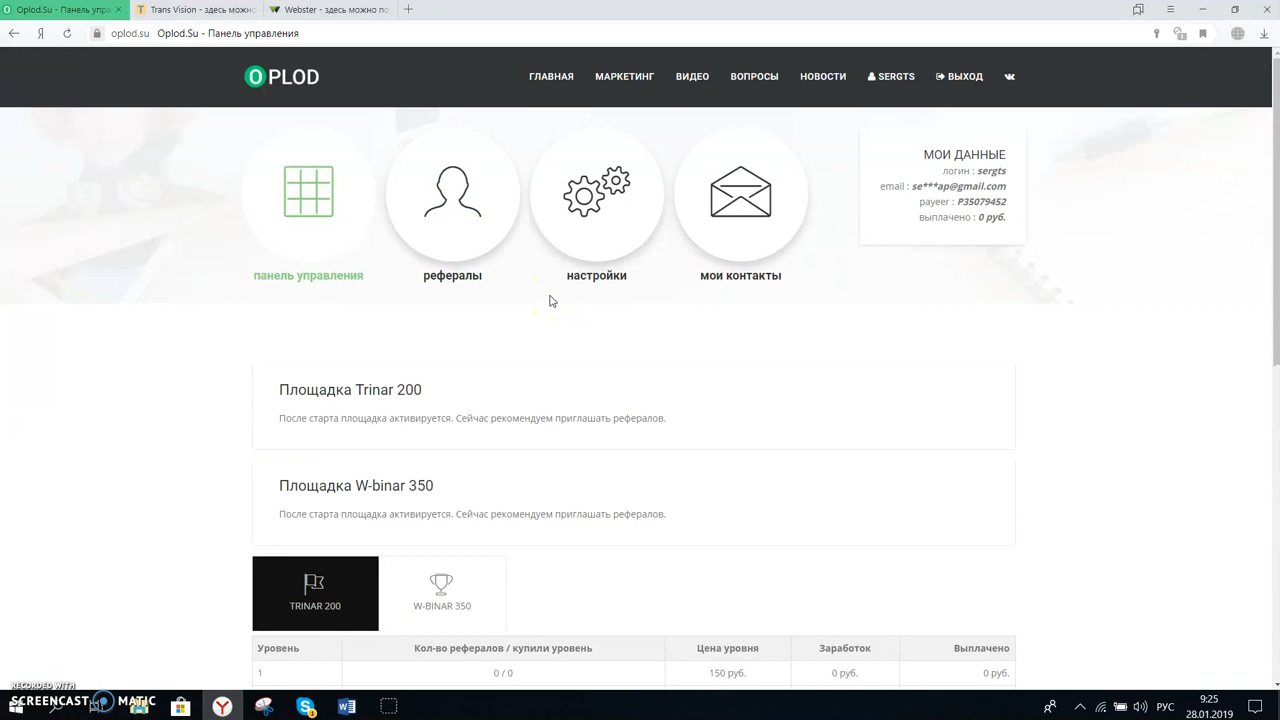 Oplod.Su - Панель упра
Trans Vision - здесь можно
Webster - здесь можно по
oplod.su Oplod.Su - Панель управления
OPLOD
ГЛАВНАЯ МАРКЕТИНГ ВИДЕО ВОПРОСЫ НОВОСТИ SERGTS ВЫХОД
МОИ ДАННЫЕ
логин : sergts
email : se***ap@gmail.com
payeer : P35079452
выплачено : 0 руб.
панель управления рефералы настройки мои контакты
Площадка Trinar 200
После старта площадка активируется. Сейчас рекомендуем приглашать рефералов.
Площадка W-binar 350
После старта площадка активируется. Сейчас рекомендуем приглашать рефералов.
TRINAR 200 W-BINAR 350
Уровень Кол-во рефералов / купили уровень Цена уровня Заработок Выплачено
1 0 / 0 150 руб. 0 руб. 0 руб.
RECORDED WITH
SCREENCAST MATIC
РУС
9:25
28.01.2019